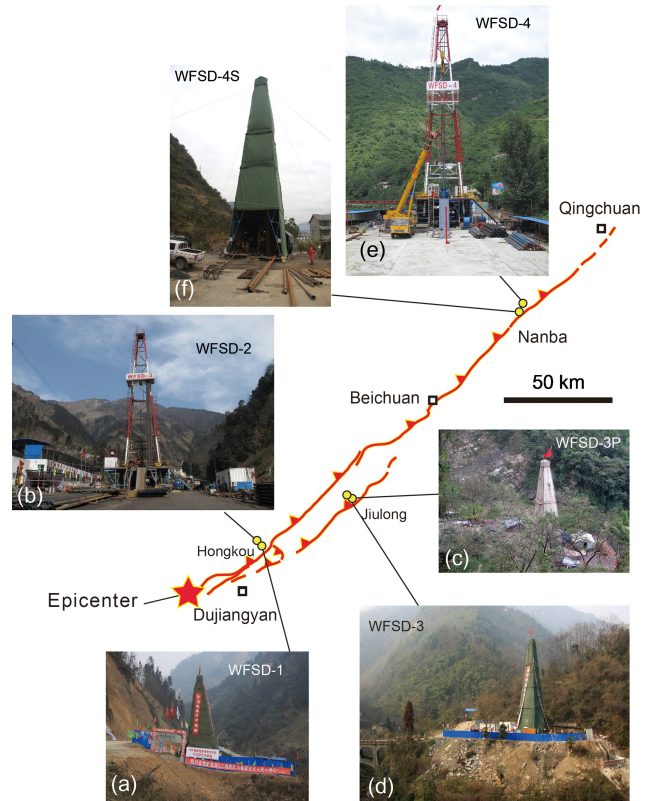 WFSD-4
WFSD-4S
WFSD-4
Qingchuan
(e)
(f)
Nanba
WFSD-2
WFSD-2
Beichuan
50 km
WFSD-3P
(b)
Jiulong
Hongkou
(c)
Epicenter
Dujiangyan
WFSD-3
WFSD-1
(a)
(d)